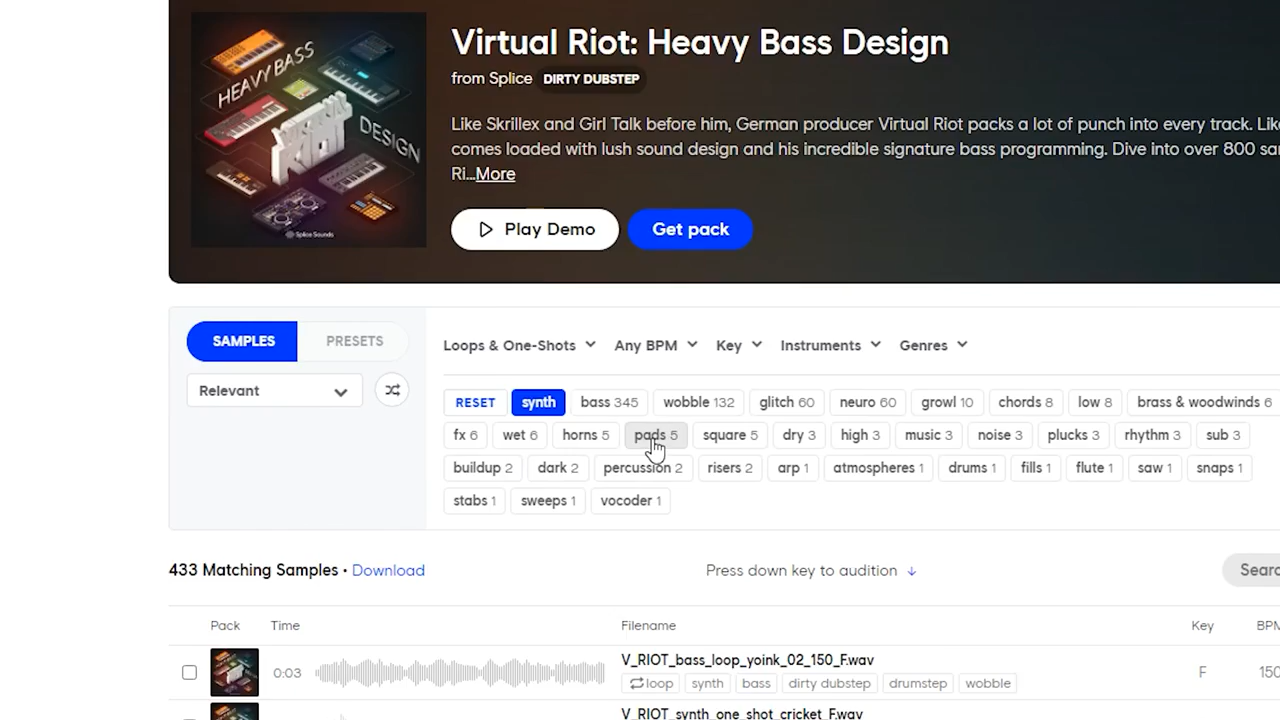 Virtual Riot: Heavy Bass Design
from Splice DIRTY DUBSTEP
Like Skrillex and Girl Talk before him, German producer Virtual Riot packs a lot of punch into every track. Lik
comes loaded with lush sound design and his incredible signature bass programming. Dive into over 800 sa
Ri...More
Play Demo
Get pack
HEAVY BASS
DESIGN
Splice Sounds
SAMPLES
PRESETS
Relevant
Loops & One-Shots Any BPM Key Instruments Genres
RESET synth bass 345 wobble 132 glitch 60 neuro 60 growl 10 chords 8 low 8 brass & woodwinds 6
fx 6 wet 6 horns 5 pads 5 square 5 dry 3 high 3 music 3 noise 3 plucks 3 rhythm 3 sub 3
buildup 2 dark 2 percussion 2 risers 2 arp 1 atmospheres 1 drums 1 fills 1 flute 1 saw 1 snaps 1
stabs 1 sweeps 1 vocoder 1
433 Matching Samples • Download
Press down key to audition ↓
Searc
Pack Time Filename Key BPM
0:03 V_RIOT_bass_loop_yoink_02_150_F.wav F 150
loop synth bass dirty dubstep drumstep wobble
V_RIOT_synth_one_shot_cricket_F.wav